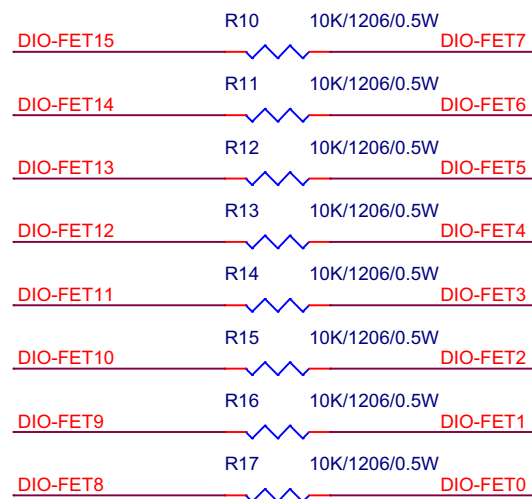 R10 10K/1206/0.5W
DIO-FET15 DIO-FET7
R11 10K/1206/0.5W
DIO-FET14 DIO-FET6
R12 10K/1206/0.5W
DIO-FET13 DIO-FET5
R13 10K/1206/0.5W
DIO-FET12 DIO-FET4
R14 10K/1206/0.5W
DIO-FET11 DIO-FET3
R15 10K/1206/0.5W
DIO-FET10 DIO-FET2
R16 10K/1206/0.5W
DIO-FET9 DIO-FET1
R17 10K/1206/0.5W
DIO-FET8 DIO-FET0